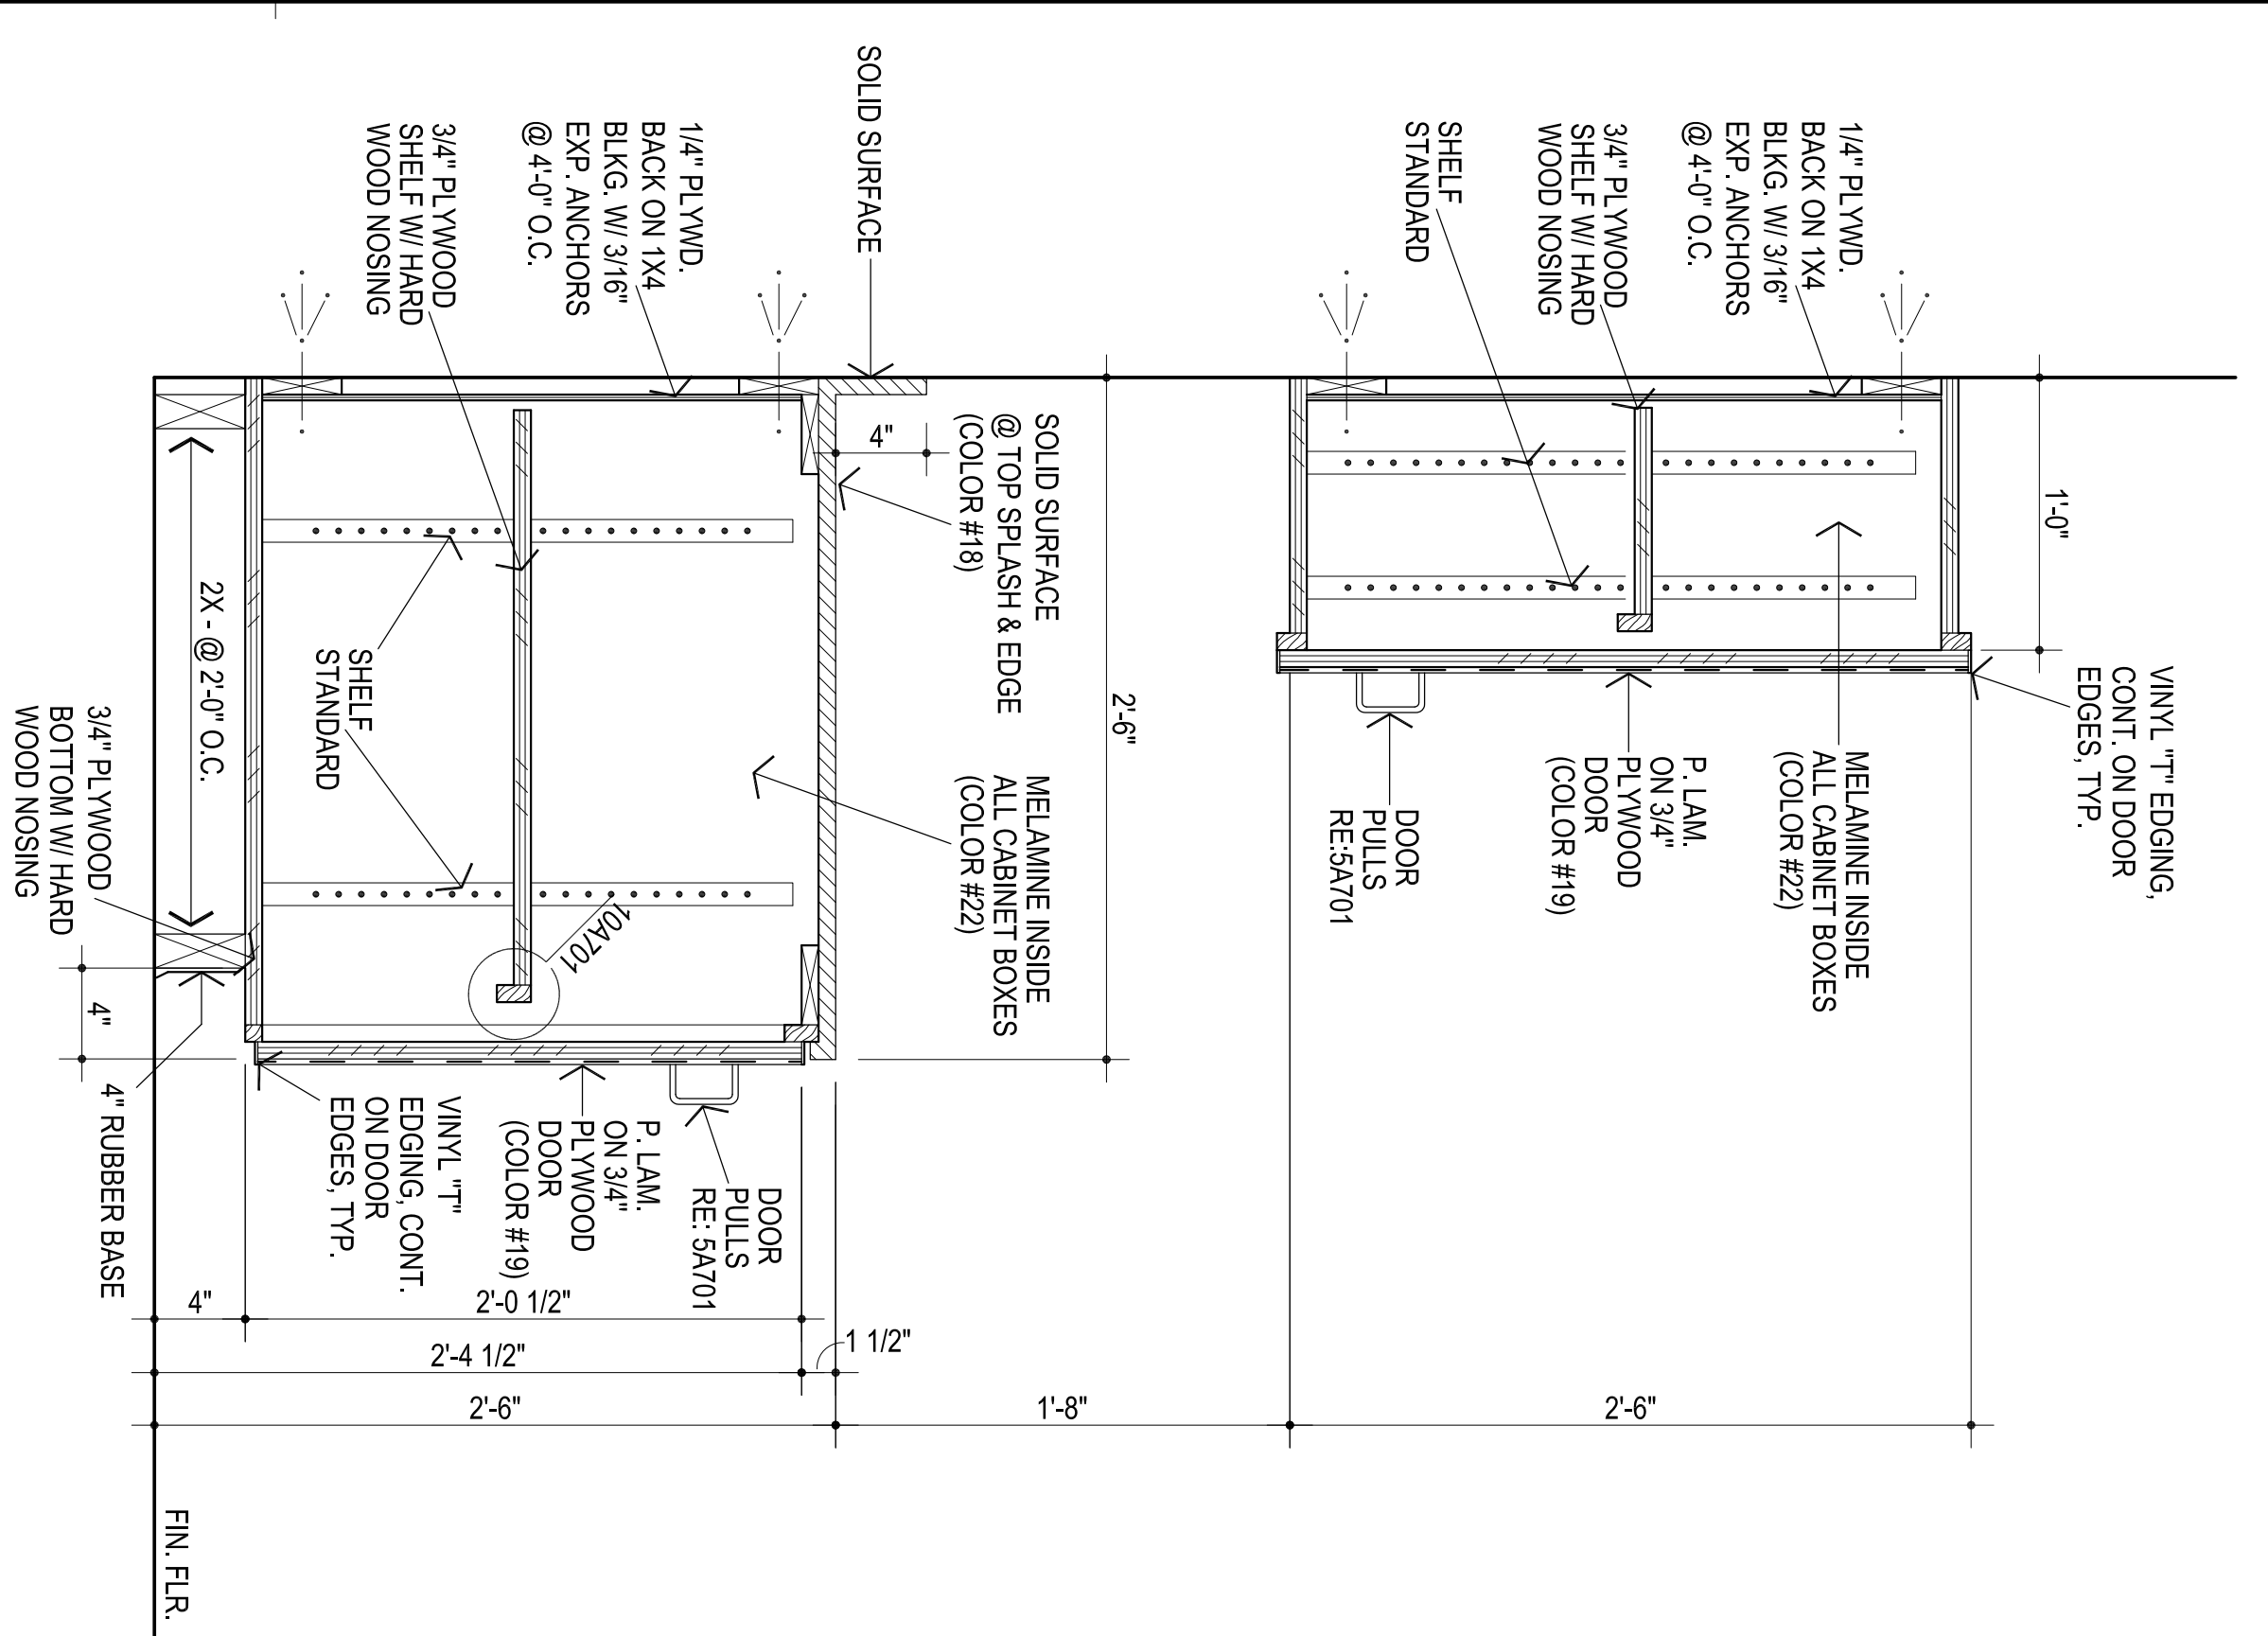 1/4" PLYWD.
BACK ON 1X4
BLKG. W/ 3/16"
EXP. ANCHORS
@ 4'-0" O.C.
3/4" PLYWOOD
SHELF W/ HARD
WOOD NOSING
SHELF
STANDARD
1'-0"
VINYL "T" EDGING,
CONT. ON DOOR
EDGES, TYP.
MELAMINE INSIDE
ALL CABINET BOXES
(COLOR #22)
P. LAM.
ON 3/4"
PLYWOOD
DOOR
(COLOR #19)
DOOR
PULLS
RE:5A701
2'-6"
1'-8"
SOLID SURFACE
2'-6"
SOLID SURFACE
@ TOP SPLASH & EDGE
(COLOR #18)
4"
MELAMINE INSIDE
ALL CABINET BOXES
(COLOR #22)
1/4" PLYWD.
BACK ON 1X4
BLKG. W/ 3/16"
EXP. ANCHORS
@ 4'-0" O.C.
3/4" PLYWOOD
SHELF W/ HARD
WOOD NOSING
10A701
SHELF
STANDARD
2X - @ 2'-0" O.C.
DOOR
PULLS
RE: 5A701
P. LAM.
ON 3/4"
PLYWOOD
DOOR
(COLOR #19)
VINYL "T"
EDGING, CONT.
ON DOOR
EDGES, TYP.
1 1/2"
2'-0 1/2"
4"
2'-4 1/2"
2'-6"
3/4" PLYWOOD
BOTTOM W/ HARD
WOOD NOSING
4"
4" RUBBER BASE
FIN. FLR.